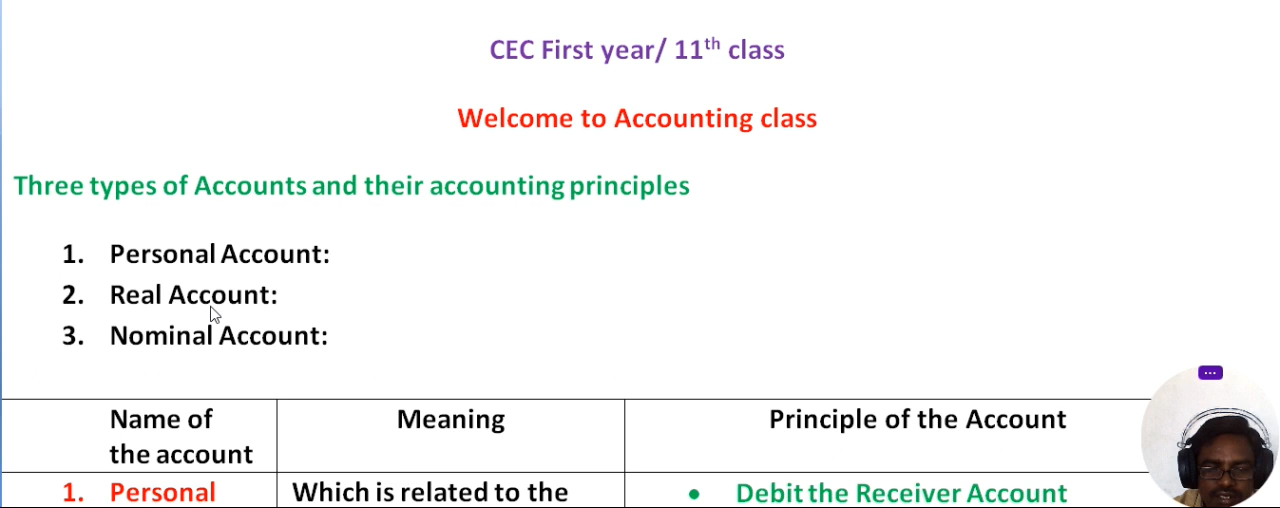 CEC First year/ 11th class
Welcome to Accounting class
Three types of Accounts and their accounting principles
1. Personal Account:
2. Real Account:
3. Nominal Account:
Name of the account Meaning Principle of the Account
1. Personal Which is related to the • Debit the Receiver Account